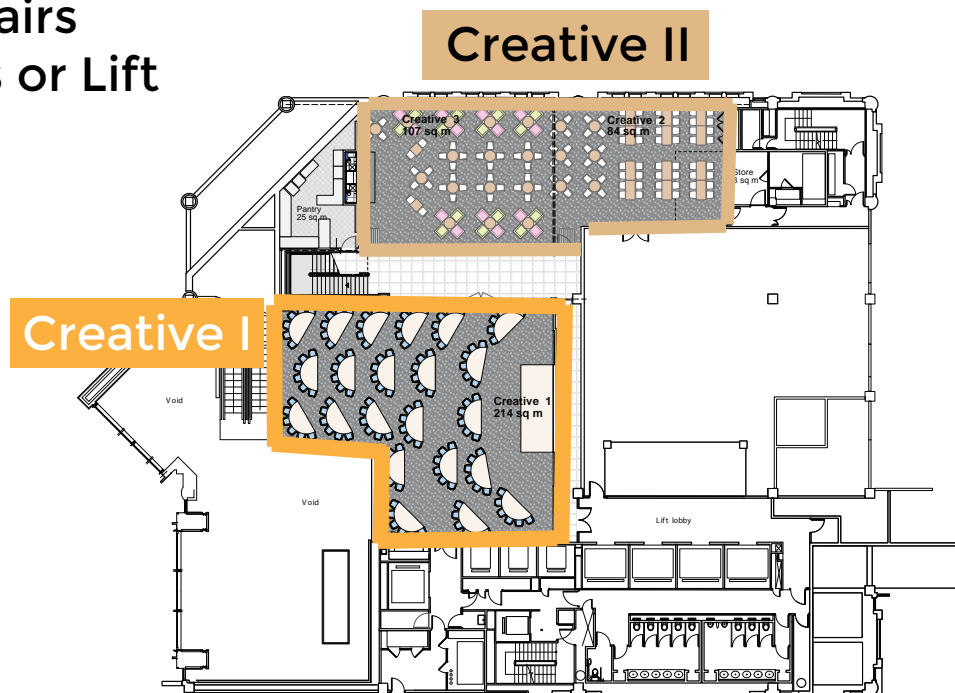 airs
s or Lift
Creative II
Creative 3
107 sq m
Creative 2
84 sq m
Store
sq m
Pantry
25 sq m
Creative I
Creative 1
214 sq m
Void
Void
Lift lobby